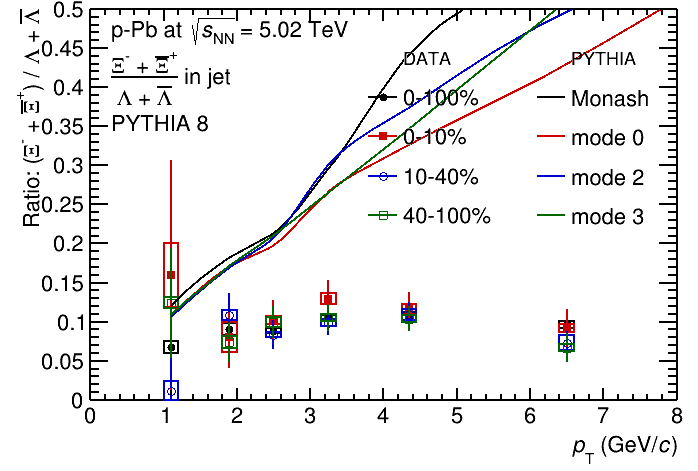 p-Pb at √s_NN = 5.02 TeV
Ξ⁻ + Ξ̅⁺
Λ + Λ̅
in jet
PYTHIA 8
DATA
0-100%
0-10%
10-40%
40-100%
PYTHIA
Monash
mode 0
mode 2
mode 3
Ratio: (Ξ⁻ + Ξ̅⁺) / Λ + Λ̅
0.5
0.45
0.4
0.35
0.3
0.25
0.2
0.15
0.1
0.05
0
0 1 2 3 4 5 6 7 8
p_T (GeV/c)